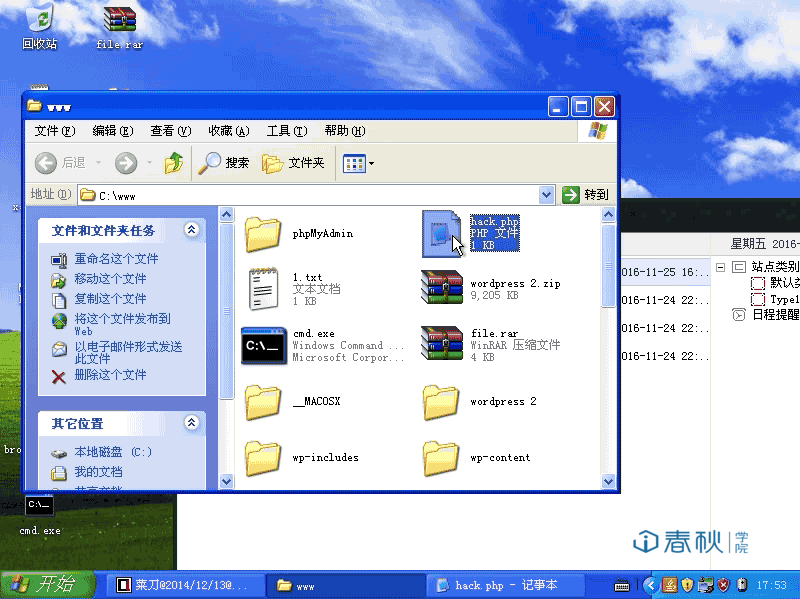 回收站
file.rar
www
文件(F) 编辑(E) 查看(V) 收藏(A) 工具(T) 帮助(H)
后退 搜索 文件夹
地址(D) C:\www 转到
文件和文件夹任务
重命名这个文件
移动这个文件
复制这个文件
将这个文件发布到
Web
以电子邮件形式发送
此文件
删除这个文件
其它位置
本地磁盘 (C:)
我的文档
共享文档
phpMyAdmin
hack.php
PHP 文件
1 KB
1.txt
文本文档
1 KB
wordpress 2.zip
9,205 KB
cmd.exe
Windows Command ...
Microsoft Corpor...
file.rar
WinRAR 压缩文件
4 KB
__MACOSX
wordpress 2
wp-includes
wp-content
星期五 2016-
016-11-25 16:..
016-11-24 22:..
016-11-24 22:..
016-11-24 22:..
站点类别
默认类
Type1
日程提醒
bro
C:\_
cmd.exe
春秋 学院
开始 菜刀@2014/12/13@... www hack.php - 记事本 17:53